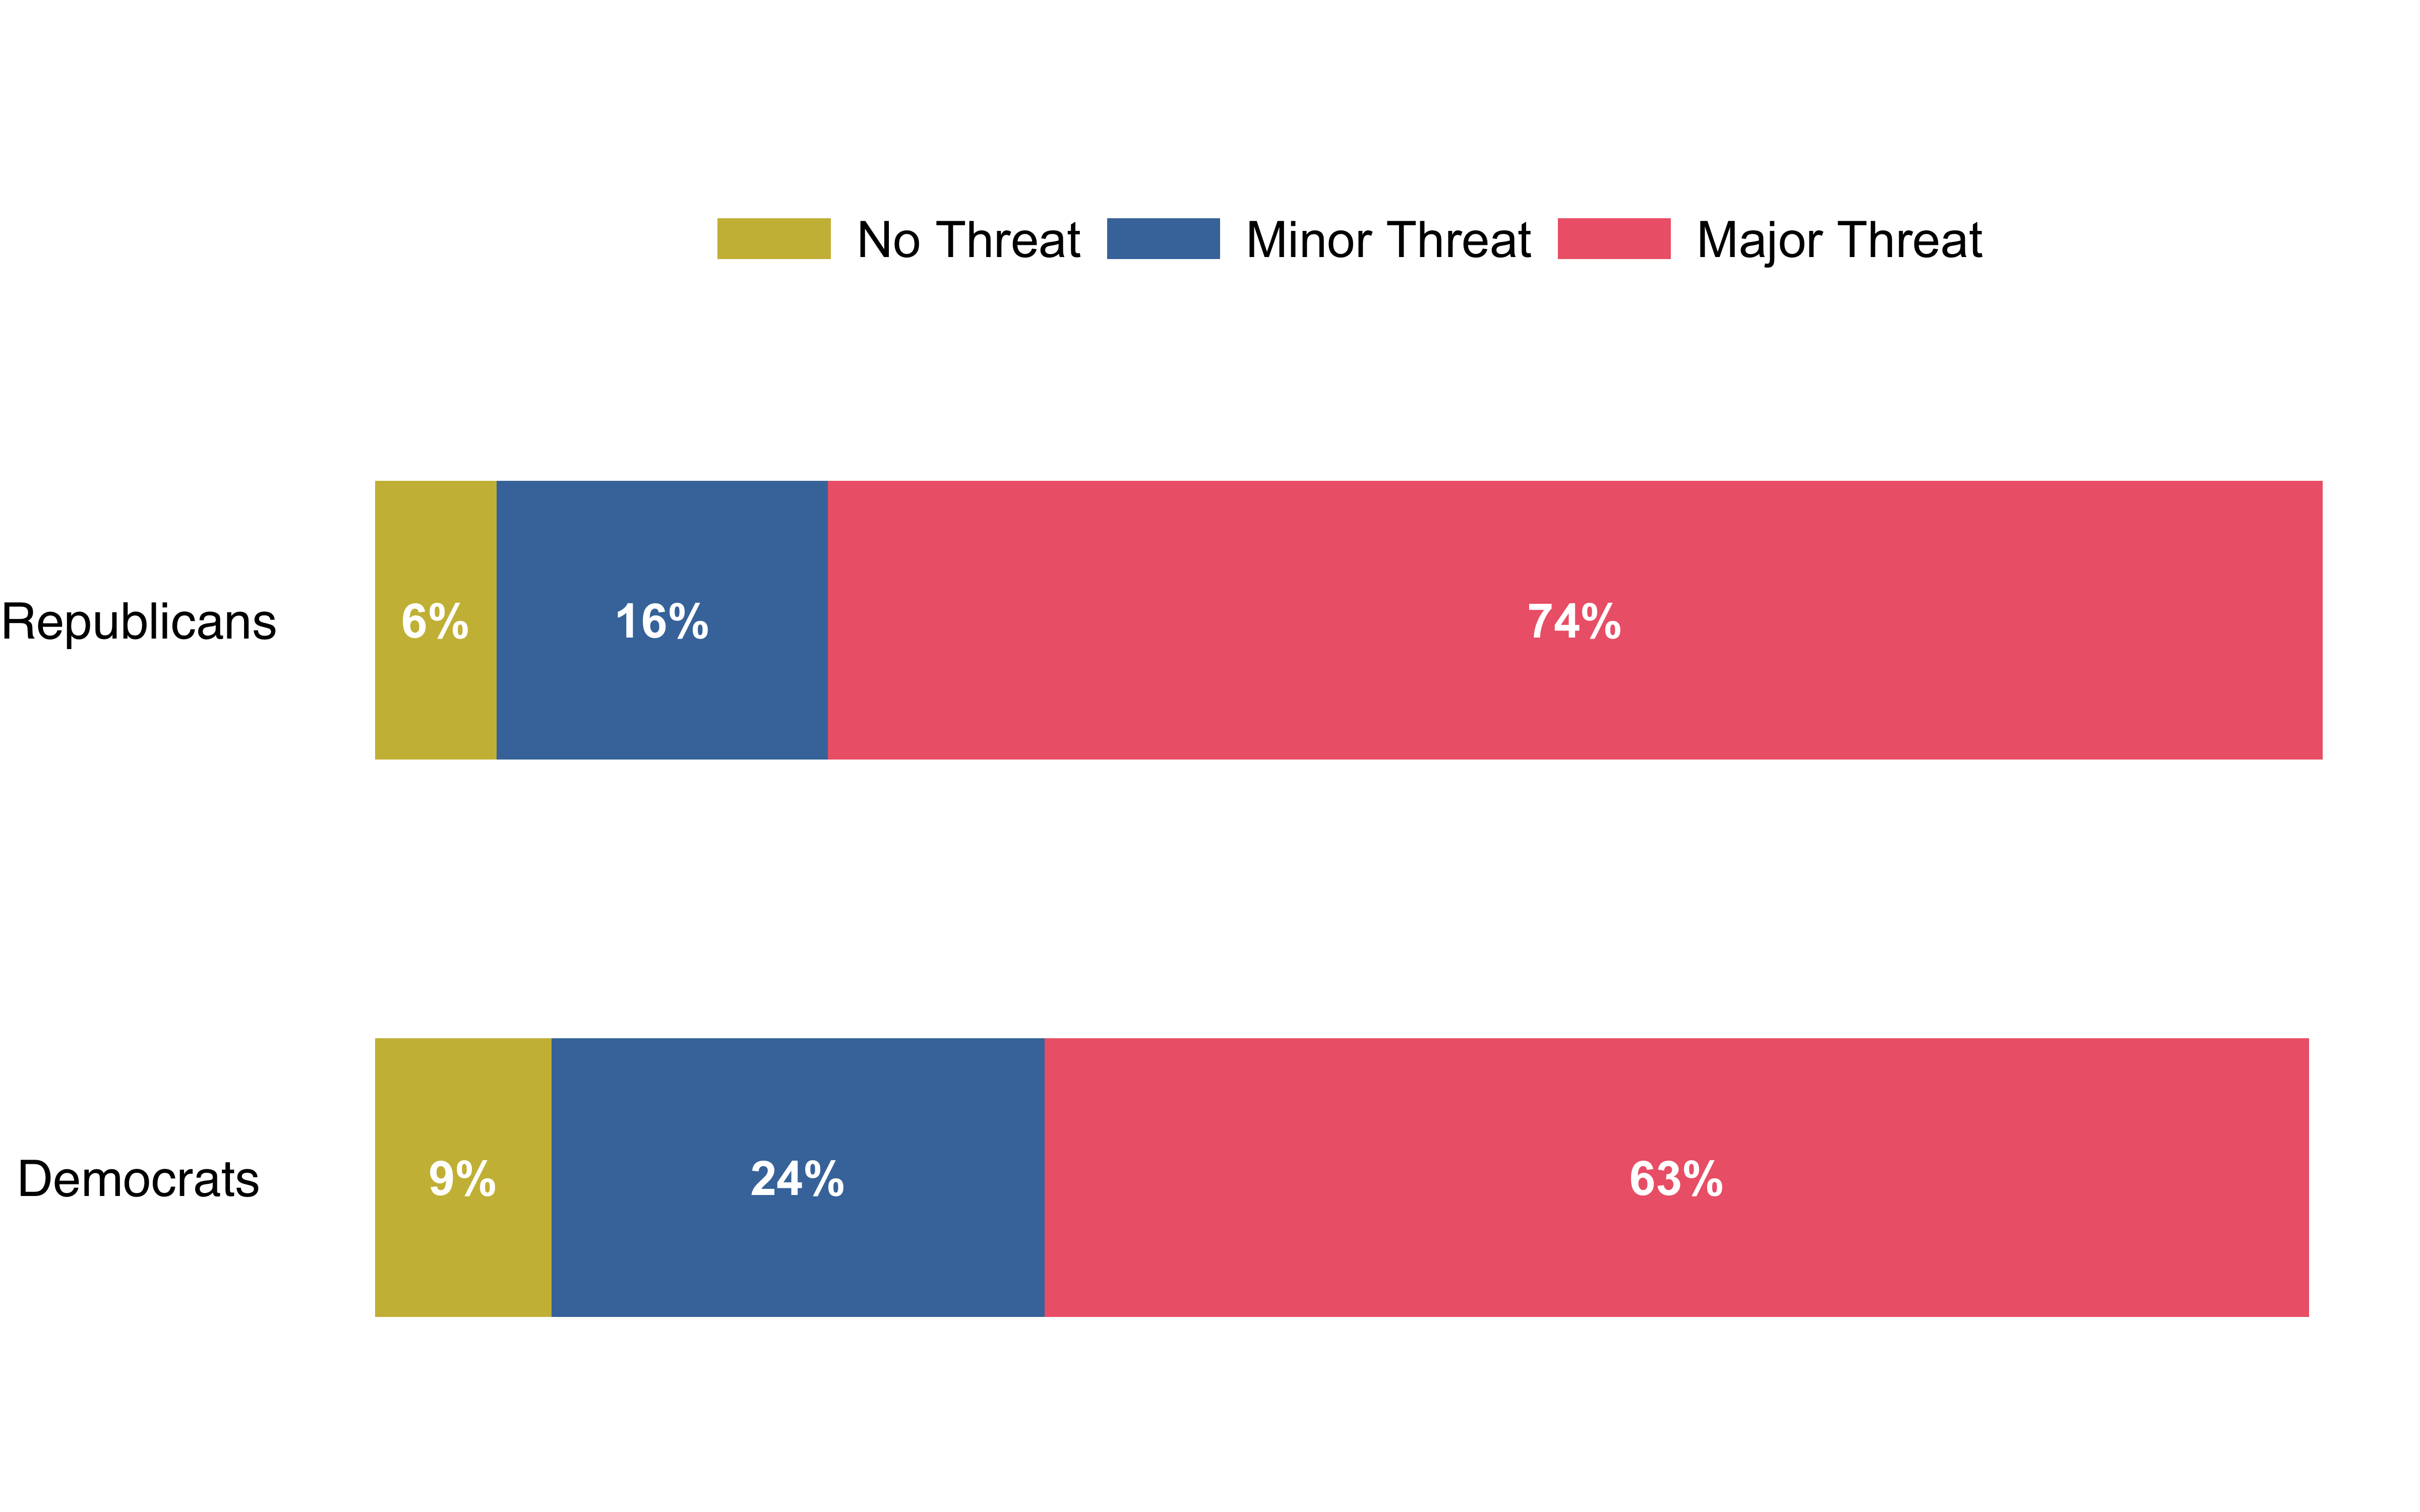 No Threat Minor Threat Major Threat
Republicans 6% 16% 74%
Democrats 9% 24% 63%